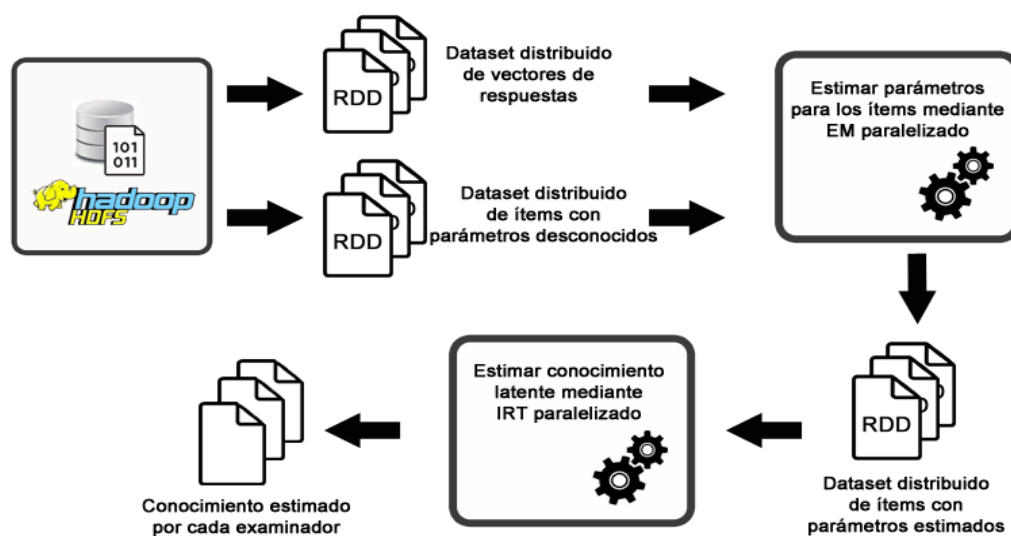 101
011
hadoop
HDFS
RDD
Dataset distribuido
de vectores de
respuestas
RDD
Dataset distribuido
de ítems con
parámetros desconocidos
Estimar parámetros
para los ítems mediante
EM paralelizado
RDD
Dataset distribuido
de ítems con
parámetros estimados
Estimar conocimiento
latente mediante
IRT paralelizado
Conocimiento estimado
por cada examinador